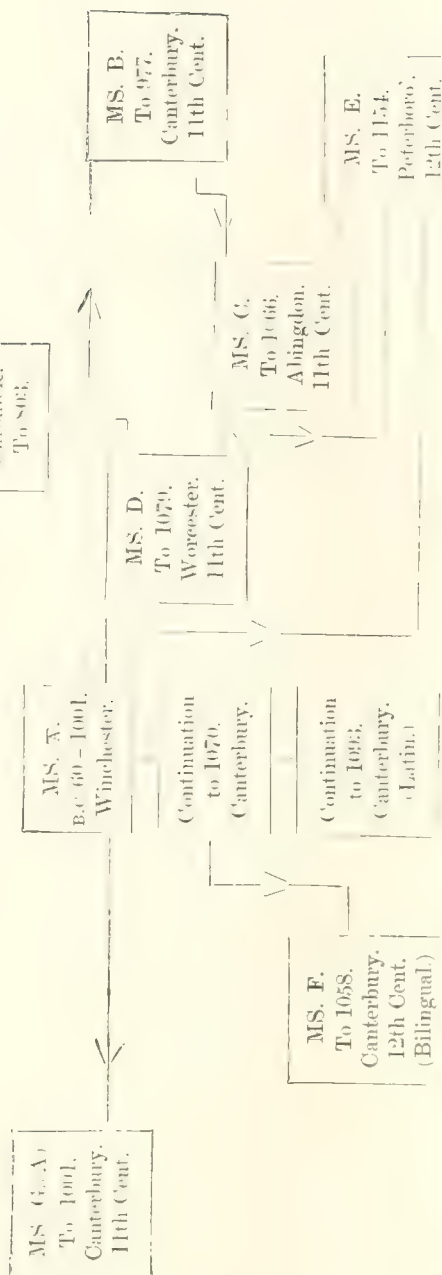 To 893.
MS. G (A)
To 1001.
Canterbury.
11th Cent.
MS. A.
B.C 60 – 1001.
Winchester.
MS. B.
To 977.
Canterbury.
11th Cent.
Continuation
to 1070.
Canterbury.
MS. D.
To 1079.
Worcester.
11th Cent.
MS. C.
To 1066.
Abingdon.
11th Cent.
MS. F.
To 1058.
Canterbury.
12th Cent.
(Bilingual.)
Continuation
to 1093.
Canterbury.
(Latin.)
MS. E.
To 1154.
Peterboro'.
12th Cent.